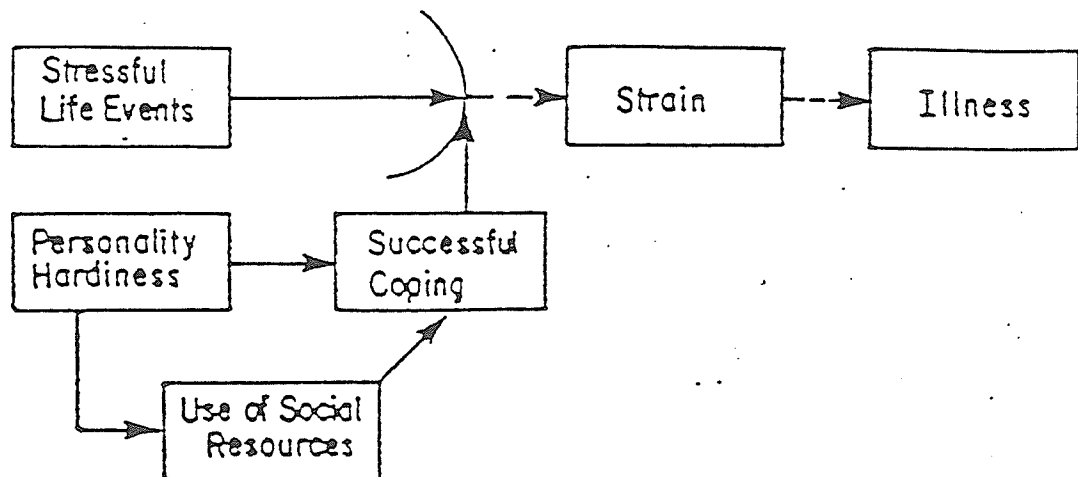 Stressful
Life Events
Strain
Illness
Personality
Hardiness
Successful
Coping
Use of Social
Resources